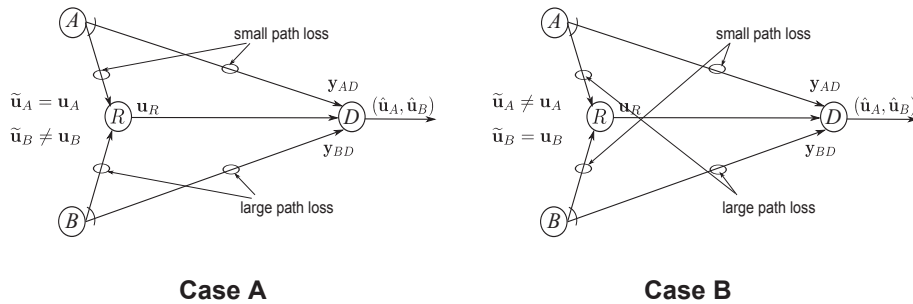 A
small path loss
y_AD
ũ_A = u_A
ũ_B ≠ u_B
R
u_R
D
(û_A, û_B)
y_BD
large path loss
B
Case A
A
small path loss
y_AD
ũ_A ≠ u_A
ũ_B = u_B
R
u_R
D
(û_A, û_B)
y_BD
large path loss
B
Case B